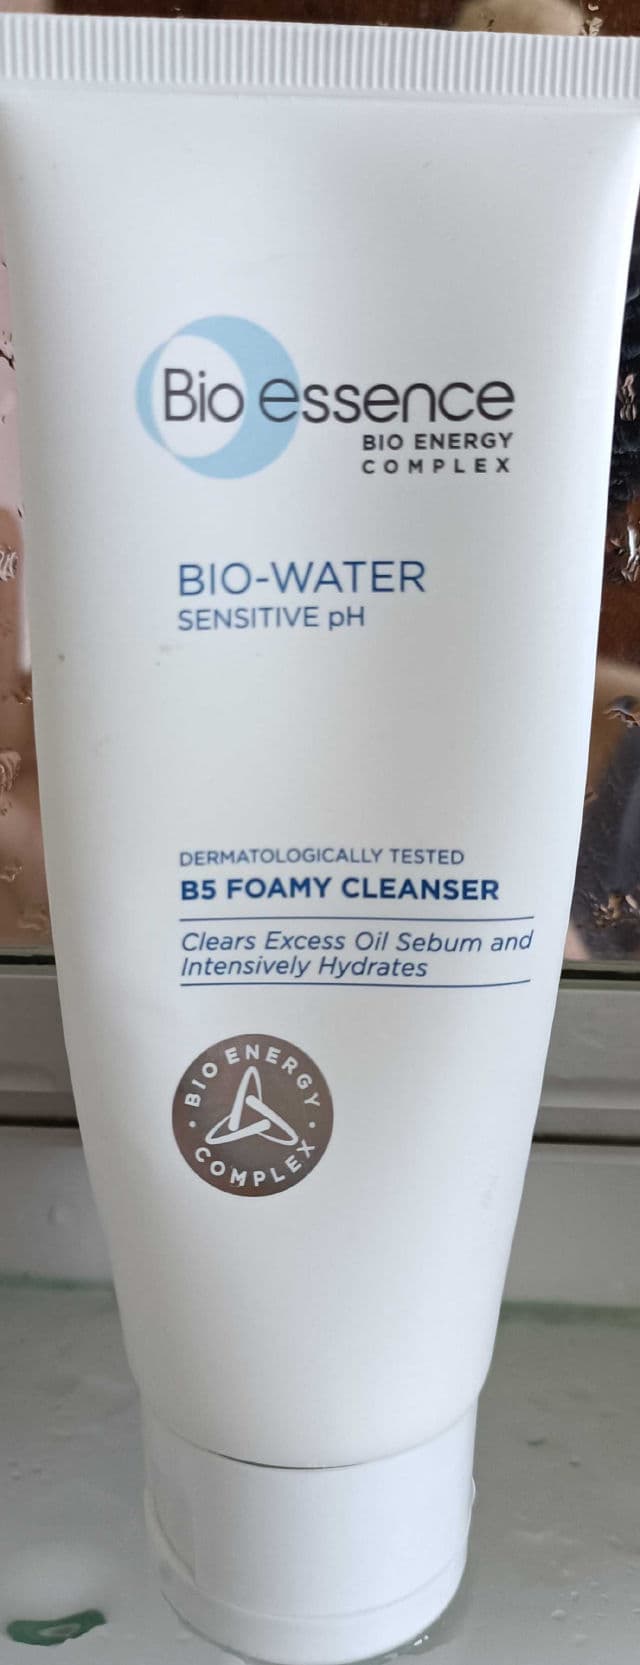 Bio essence
BIO ENERGY
COMPLEX
BIO-WATER
SENSITIVE pH
DERMATOLOGICALLY TESTED
B5 FOAMY CLEANSER
Clears Excess Oil Sebum and
Intensively Hydrates
BIO ENERGY
COMPLEX